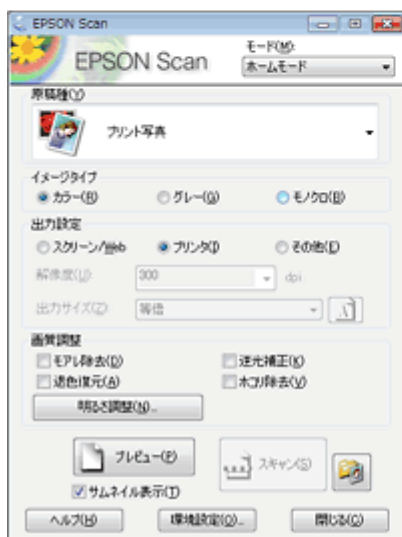 EPSON Scan
EPSON Scan
モード(M):
ホームモード
原稿種(Y)
プリント写真
イメージタイプ
カラー(R) グレー(G) モノクロ(B)
出力設定
スクリーン/Web プリンタ(I) その他(E)
解像度(U): 300 dpi
出力サイズ(Z): 等倍
画質調整
モアレ除去(D) 逆光補正(K)
退色復元(A) ホコリ除去(V)
明るさ調整(N)...
プレビュー(P) スキャン(S)
サムネイル表示(T)
ヘルプ(H) 環境設定(O)... 閉じる(C)